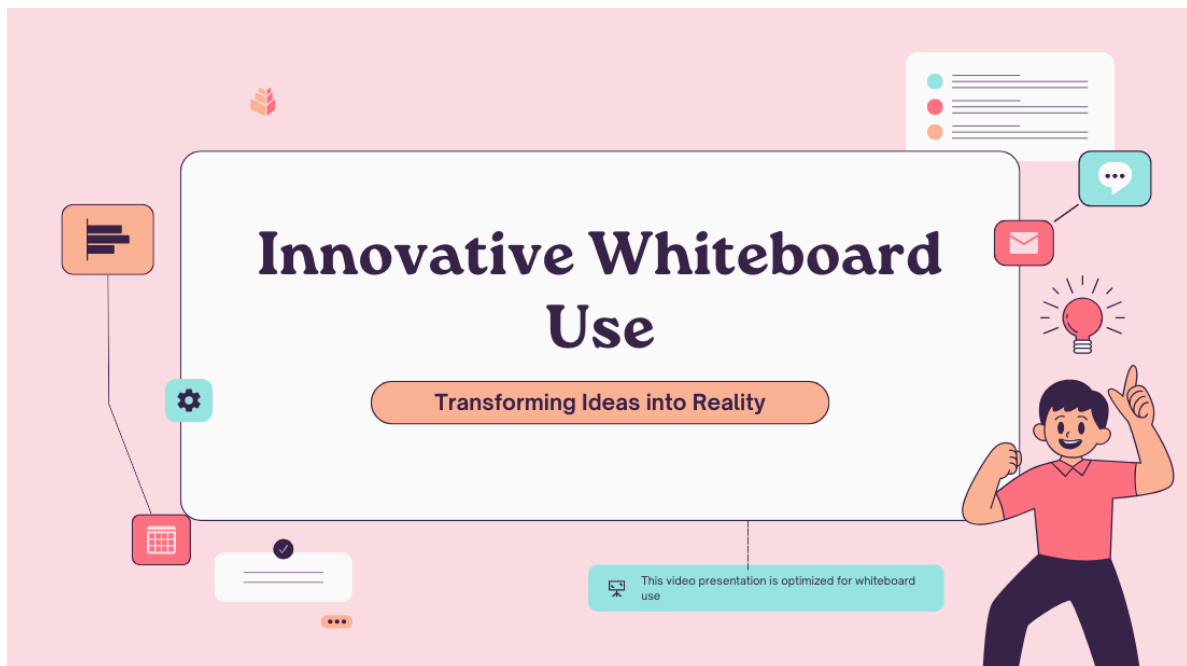 Innovative Whiteboard
Use
Transforming Ideas into Reality
This video presentation is optimized for whiteboard
use